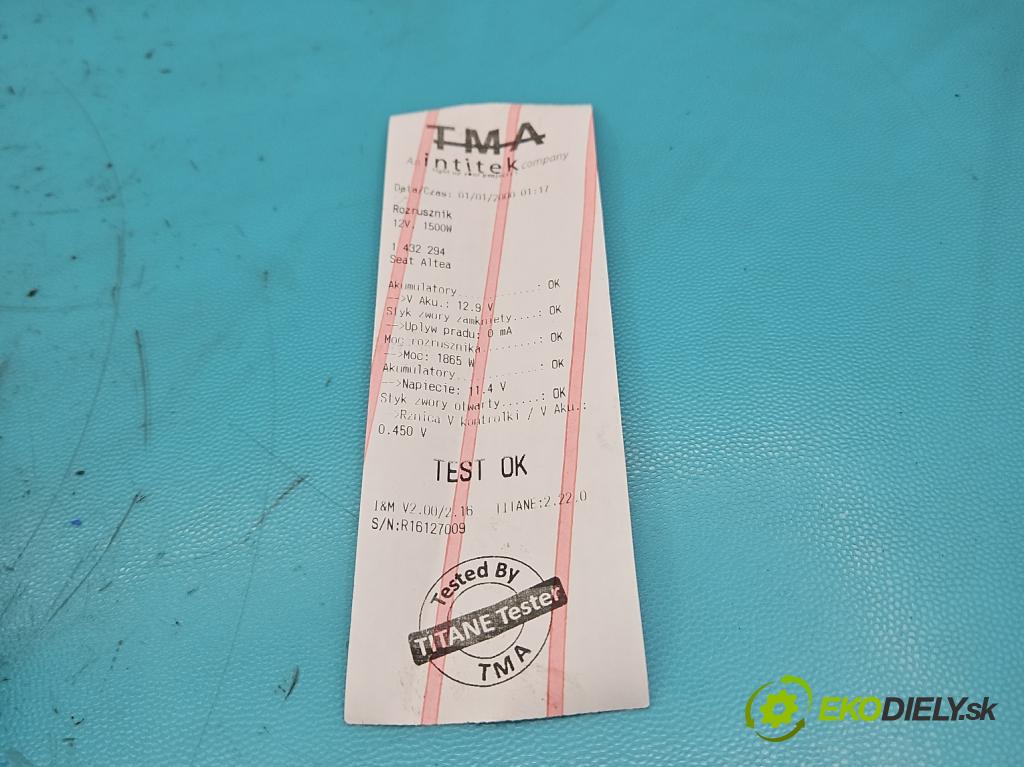 TMA
An intitek company
Data/Czas: 01/01/2000 01:17
Rozrusznik
12V, 1500W
1 432 294
Seat Altea
Akumulatory............: OK
-->V Aku.: 12.9 V
Styk zwory zamkniety....: OK
-->Uplyw pradu: 0 mA
Moc rozrusznika.........: OK
-->Moc: 1865 W
Akumulatory............: OK
-->Napiecie: 11.4 V
Styk zwory otwarty......: OK
-->Rznica V kontrolki / V Aku.:
0.450 V
TEST OK
I&M V2.00/2.16 TITANE:2.22.0
S/N:R16127009
Tested By
TITANE Tester
TMA
EKODIELY.sk